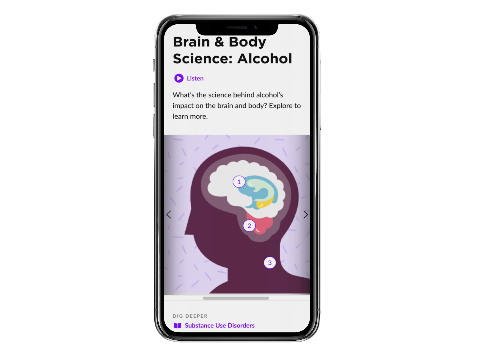 Brain & Body
Science: Alcohol
Listen
What's the science behind alcohol's
impact on the brain and body? Explore to
learn more.
1
2
3
DIG DEEPER
Substance Use Disorders